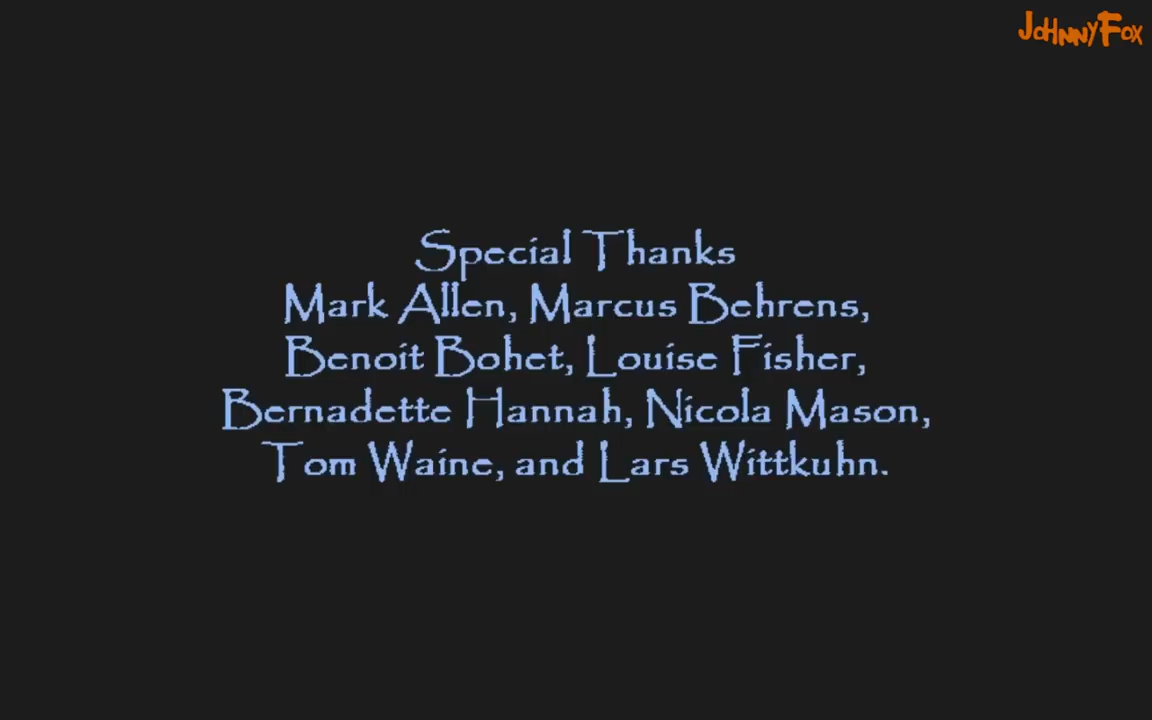 JoHnnyFox
Special Thanks
Mark Allen, Marcus Behrens,
Benoit Bohet, Louise Fisher,
Bernadette Hannah, Nicola Mason,
Tom Waine, and Lars Wittkuhn.